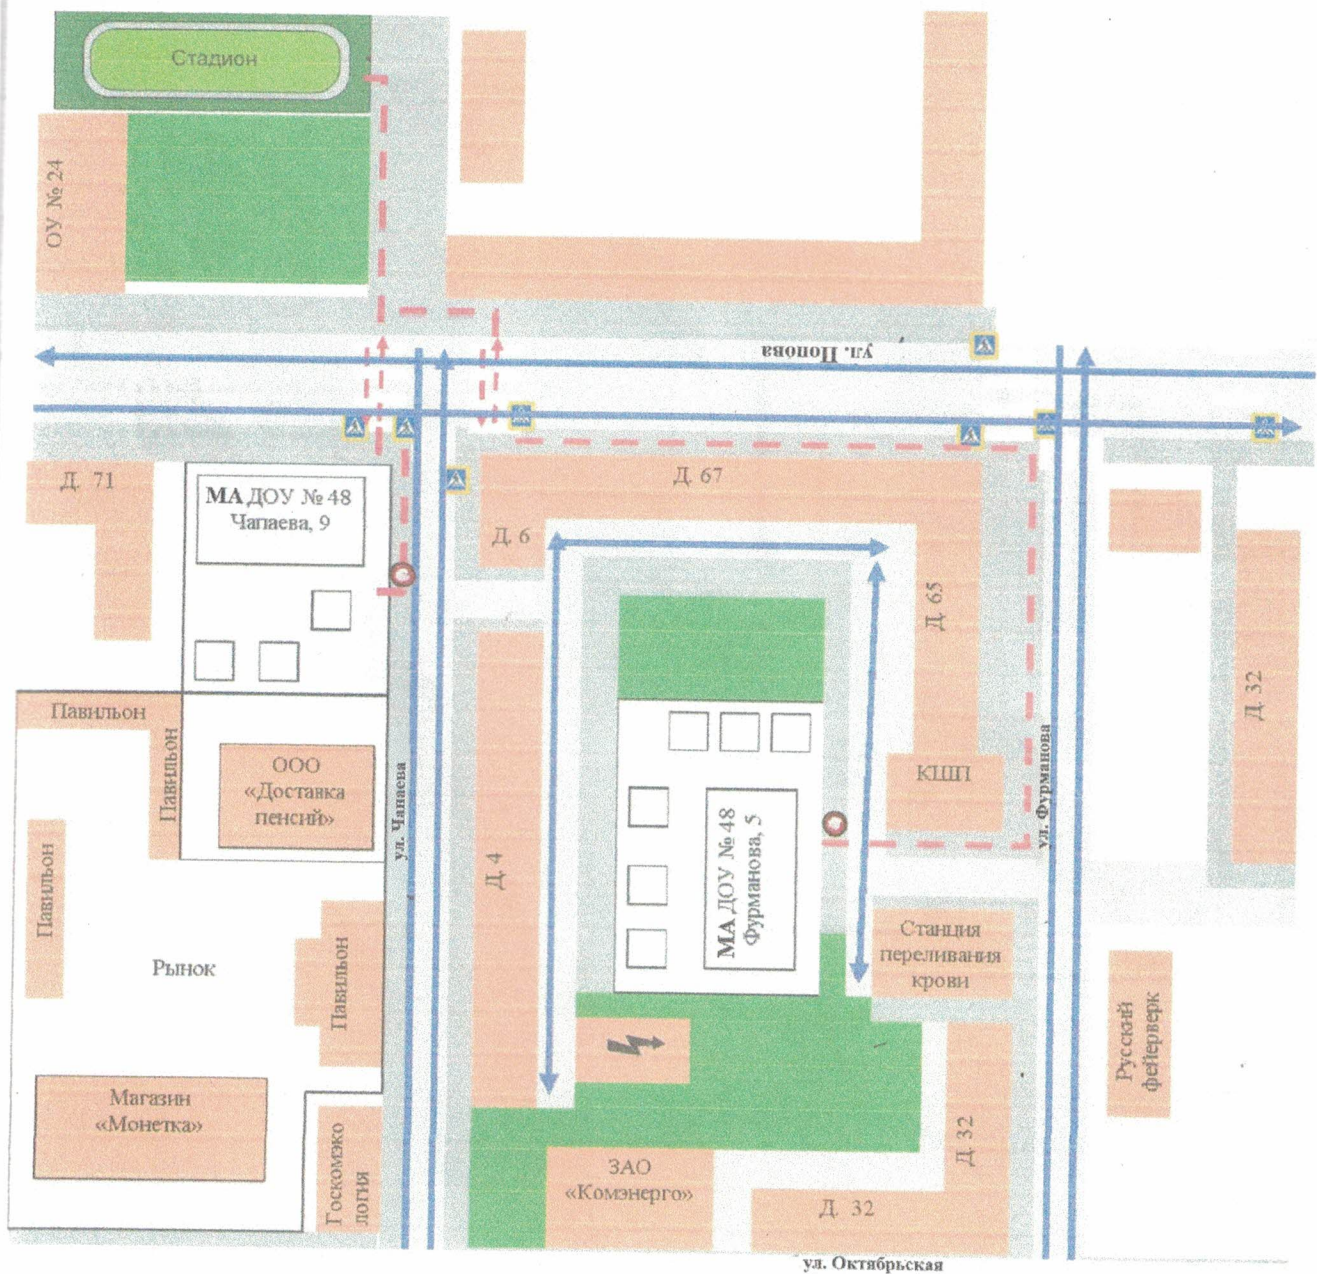 Стадион
ОУ № 24
ул. Попова
Д. 71
МА ДОУ № 48
Чапаева, 9
Д. 67
Д. 6
Д. 65
Д. 32
Павильон
Павильон
ООО
«Доставка
пенсий»
ул. Чапаева
КШП
ул. Фурманова
Павильон
Д. 4
МА ДОУ № 48
Фурманова, 5
Рынок
Павильон
Станция
переливания
крови
Русский
фейерверк
Магазин
«Монетка»
Госкомэко
логия
ЗАО
«Комэнерго»
Д. 32
Д. 32
ул. Октябрьская